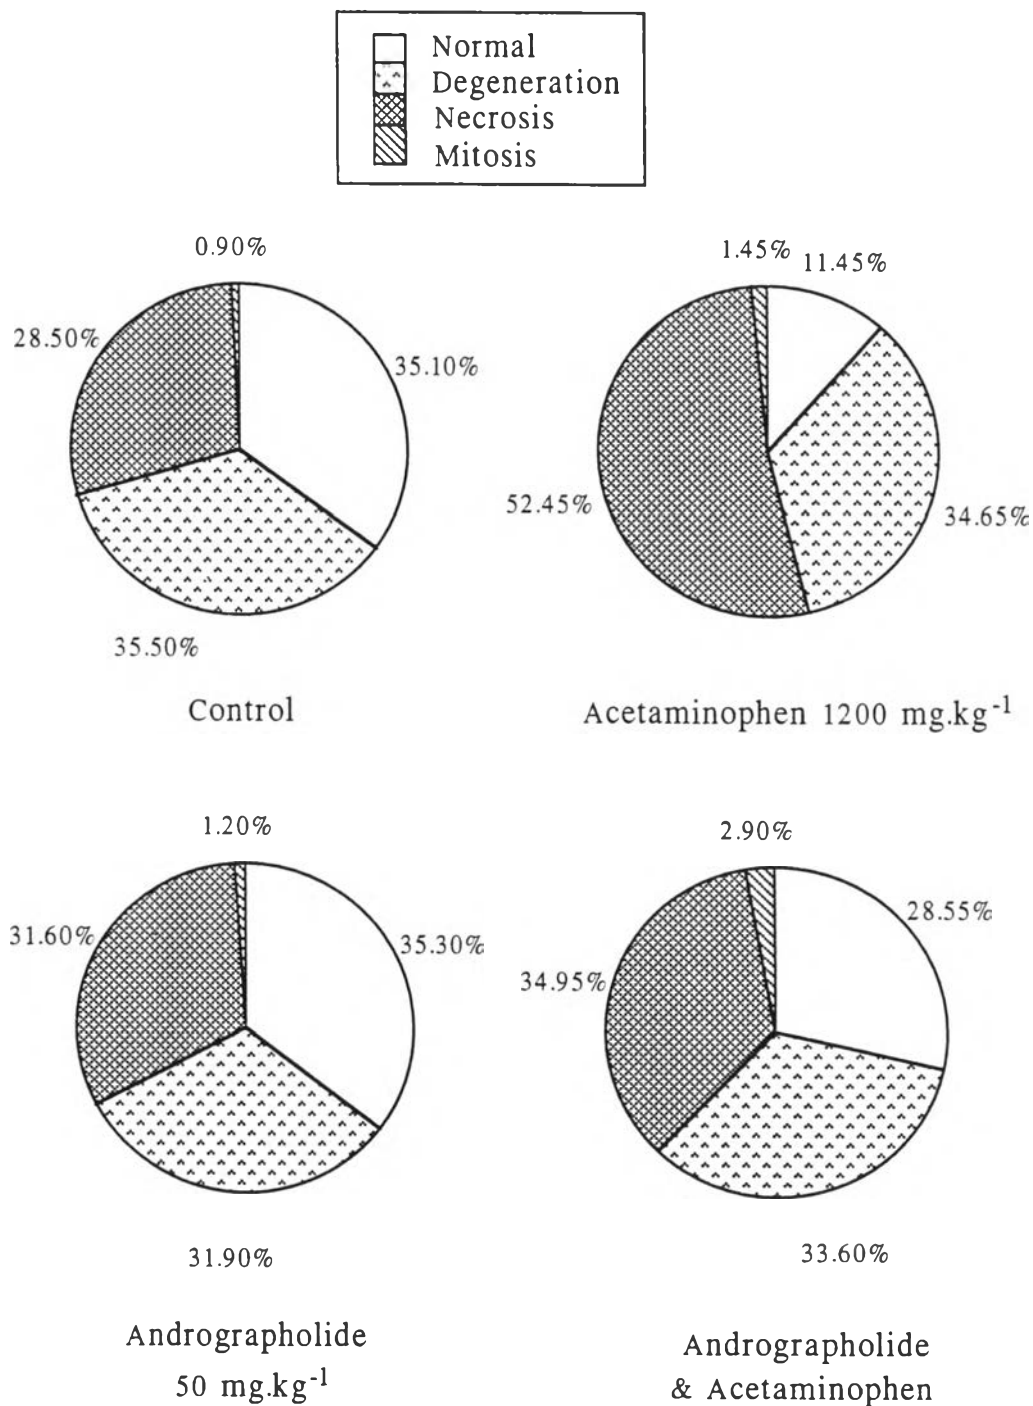 Normal
Degeneration
Necrosis
Mitosis
0.90%
28.50%
35.10%
35.50%
Control
1.45%
11.45%
52.45%
34.65%
Acetaminophen 1200 mg.kg⁻¹
1.20%
31.60%
35.30%
31.90%
Andrographolide
50 mg.kg⁻¹
2.90%
28.55%
34.95%
33.60%
Andrographolide
& Acetaminophen